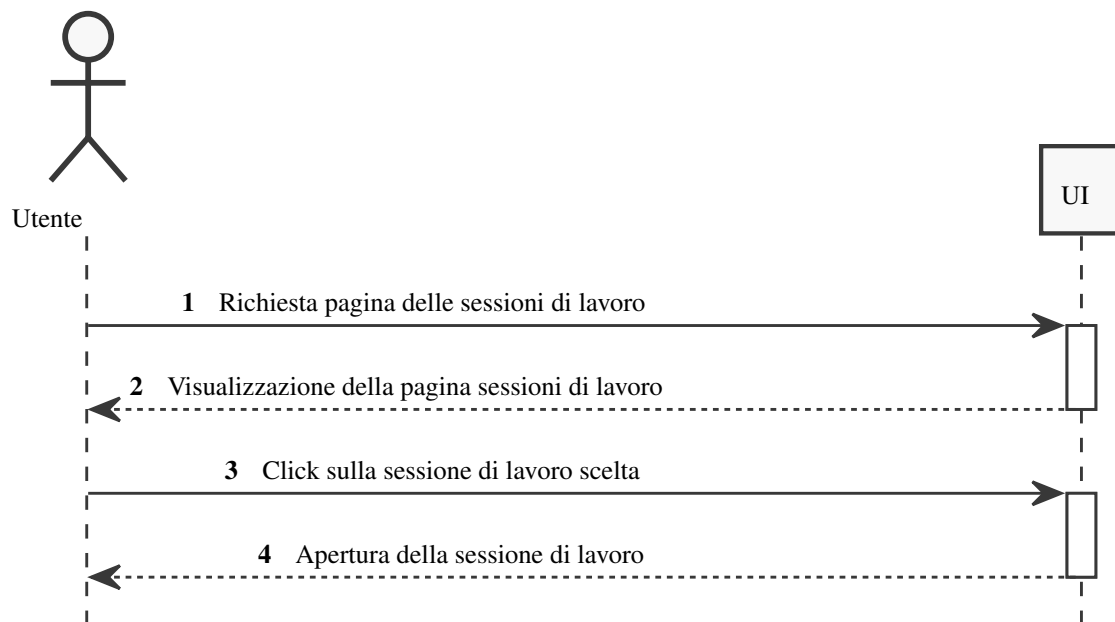 Utente
UI
1 Richiesta pagina delle sessioni di lavoro
2 Visualizzazione della pagina sessioni di lavoro
3 Click sulla sessione di lavoro scelta
4 Apertura della sessione di lavoro